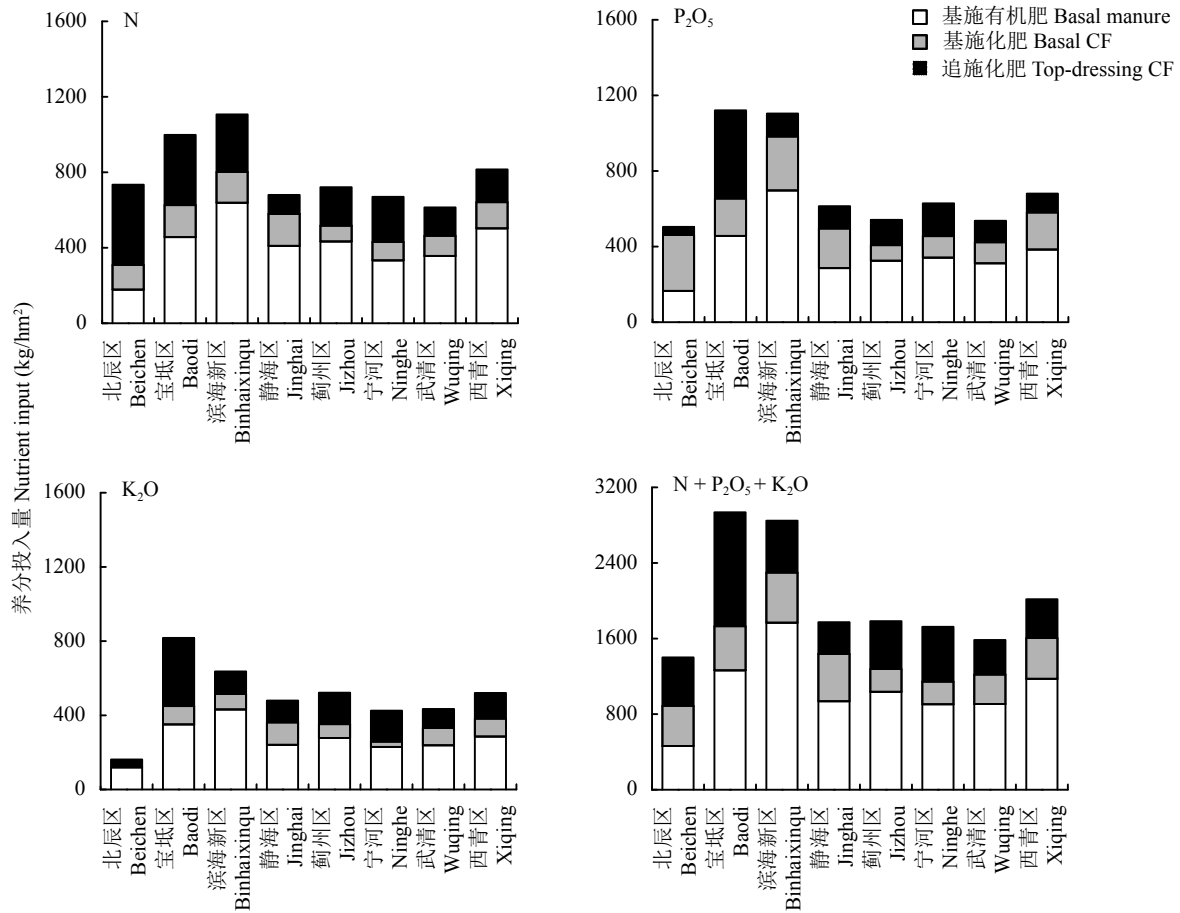 养分投入量 Nutrient input (kg/hm²)
N
1600
1200
800
400
0
北辰区
Beichen
宝坻区
Baodi
滨海新区
Binhaixinqu
静海区
Jinghai
蓟州区
Jizhou
宁河区
Ninghe
武清区
Wuqing
西青区
Xiqing
P₂O₅
基施有机肥 Basal manure
基施化肥 Basal CF
追施化肥 Top-dressing CF
1600
1200
800
400
0
北辰区
Beichen
宝坻区
Baodi
滨海新区
Binhaixinqu
静海区
Jinghai
蓟州区
Jizhou
宁河区
Ninghe
武清区
Wuqing
西青区
Xiqing
K₂O
1600
1200
800
400
0
北辰区
Beichen
宝坻区
Baodi
滨海新区
Binhaixinqu
静海区
Jinghai
蓟州区
Jizhou
宁河区
Ninghe
武清区
Wuqing
西青区
Xiqing
N + P₂O₅ + K₂O
3200
2400
1600
800
0
北辰区
Beichen
宝坻区
Baodi
滨海新区
Binhaixinqu
静海区
Jinghai
蓟州区
Jizhou
宁河区
Ninghe
武清区
Wuqing
西青区
Xiqing